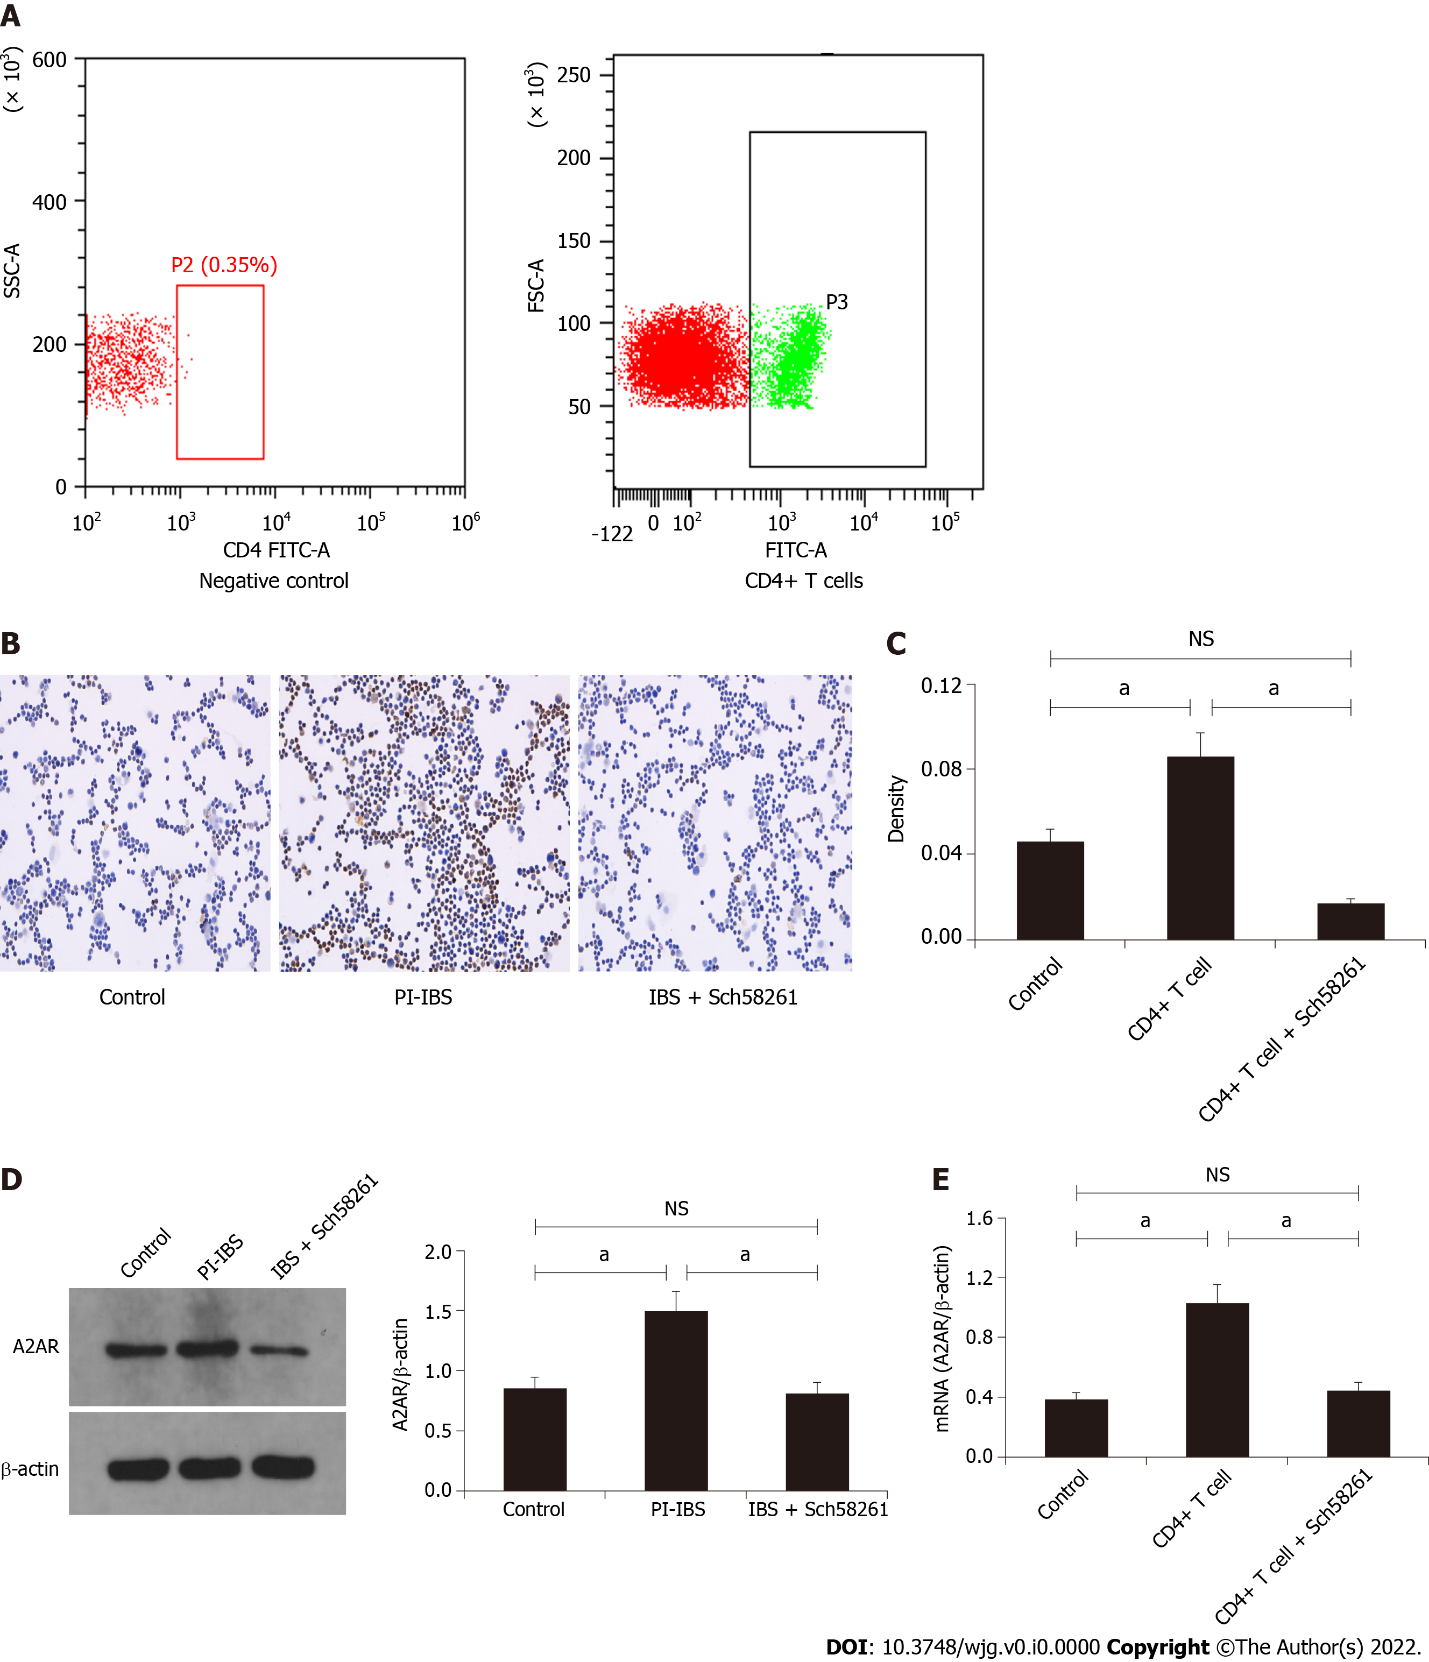 A
(× 10³)
600
400
200
0
SSC-A
P2 (0.35%)
10² 10³ 10⁴ 10⁵ 10⁶
CD4 FITC-A
Negative control
(× 10³)
250
200
150
100
50
FSC-A
P3
-122 0 10² 10³ 10⁴ 10⁵
FITC-A
CD4+ T cells
B
Control PI-IBS IBS + Sch58261
C
NS
a a
0.12
0.08
0.04
0.00
Density
Control
CD4+ T cell
CD4+ T cell + Sch58261
D
Control
PI-IBS
IBS + Sch58261
A2AR
β-actin
NS
a a
2.0
1.5
1.0
0.5
0.0
A2AR/β-actin
Control PI-IBS IBS + Sch58261
E
NS
a a
1.6
1.2
0.8
0.4
0.0
mRNA (A2AR/β-actin)
Control
CD4+ T cell
CD4+ T cell + Sch58261
DOI: 10.3748/wjg.v0.i0.0000 Copyright ©The Author(s) 2022.